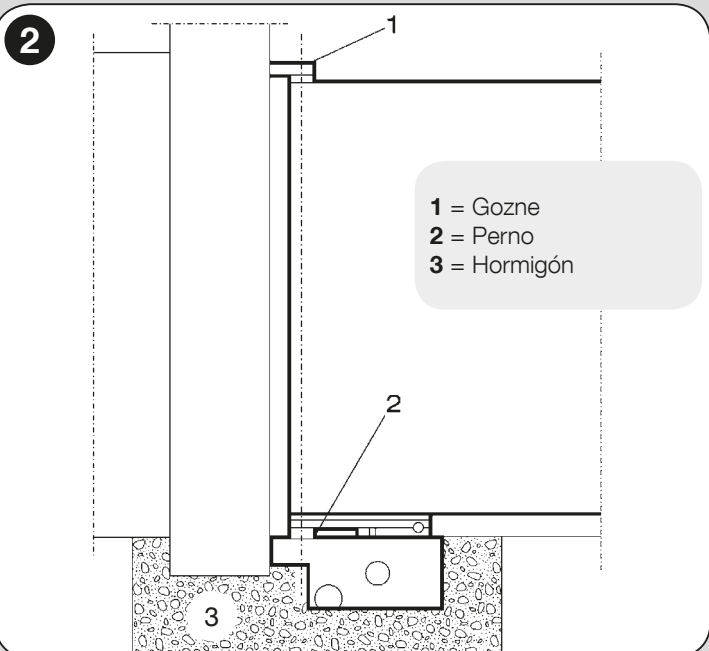 2
1
1 = Gozne
2 = Perno
3 = Hormigón
2
3